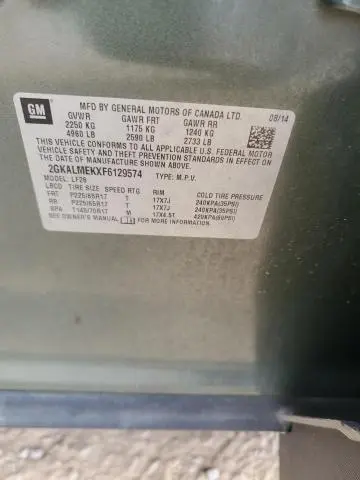 GM
MFD BY GENERAL MOTORS OF CANADA LTD.
08/14
GVWR GAWR FRT GAWR RR
2250 KG 1175 KG 1240 KG
4960 LB 2590 LB 2733 LB
THIS VEHICLE CONFORMS TO ALL APPLICABLE U.S. FEDERAL MOTOR
VEHICLE SAFETY AND THEFT PREVENTION STANDARDS IN EFFECT ON
THE DATE OF MANUFACTURE SHOWN ABOVE.
2GKALMEKXF6129574 TYPE: M.P.V.
MODEL: LF26
LBCD TIRE SIZE SPEED RTG RIM COLD TIRE PRESSURE
FRT P225/65R17 T 17X7J 240KPA(35PSI)
RR P225/65R17 T 17X7J 240KPA(35PSI)
SPA T145/70R17 M 17X4.5T 420KPA(60PSI)
SEE OWNER'S MANUAL FOR MORE INFORMATION